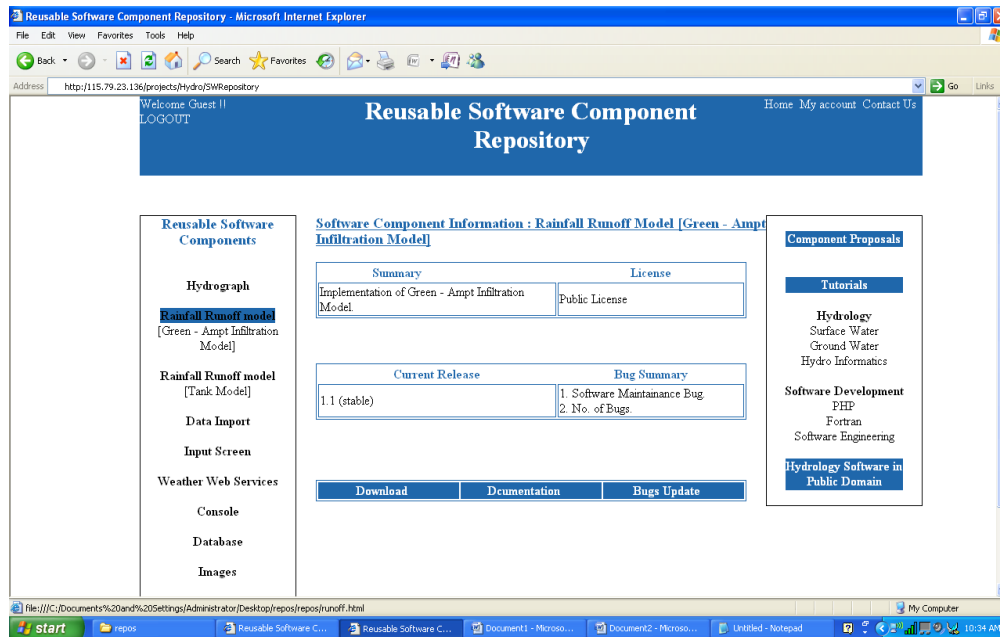 Reusable Software Component Repository - Microsoft Internet Explorer
File Edit View Favorites Tools Help
Back Search Favorites
Address http://115.79.23.136/projects/Hydro/SWRepository Go Links
Welcome Guest !!
LOGOUT
Reusable Software Component
Repository
Home My account Contact Us
Reusable Software
Components
Hydrograph
Rainfall Runoff model
[Green - Ampt Infiltration
Model]
Rainfall Runoff model
[Tank Model]
Data Import
Input Screen
Weather Web Services
Console
Database
Images
Software Component Information : Rainfall Runoff Model [Green - Ampt
Infiltration Model]
Summary License
Implementation of Green - Ampt Infiltration
Model.
Public License
Current Release Bug Summary
1.1 (stable)
1. Software Maintainance Bug.
2. No. of Bugs.
Download Dcumentation Bugs Update
Component Proposals
Tutorials
Hydrology
Surface Water
Ground Water
Hydro Informatics
Software Development
PHP
Fortran
Software Engineering
Hydrology Software in
Public Domain
file:///C:/Documents%20and%20Settings/Administrator/Desktop/repos/repos/runoff.html My Computer
start repos Reusable Software C... Reusable Software C... Document1 - Microso... Document2 - Microso... Untitled - Notepad 10:34 AM